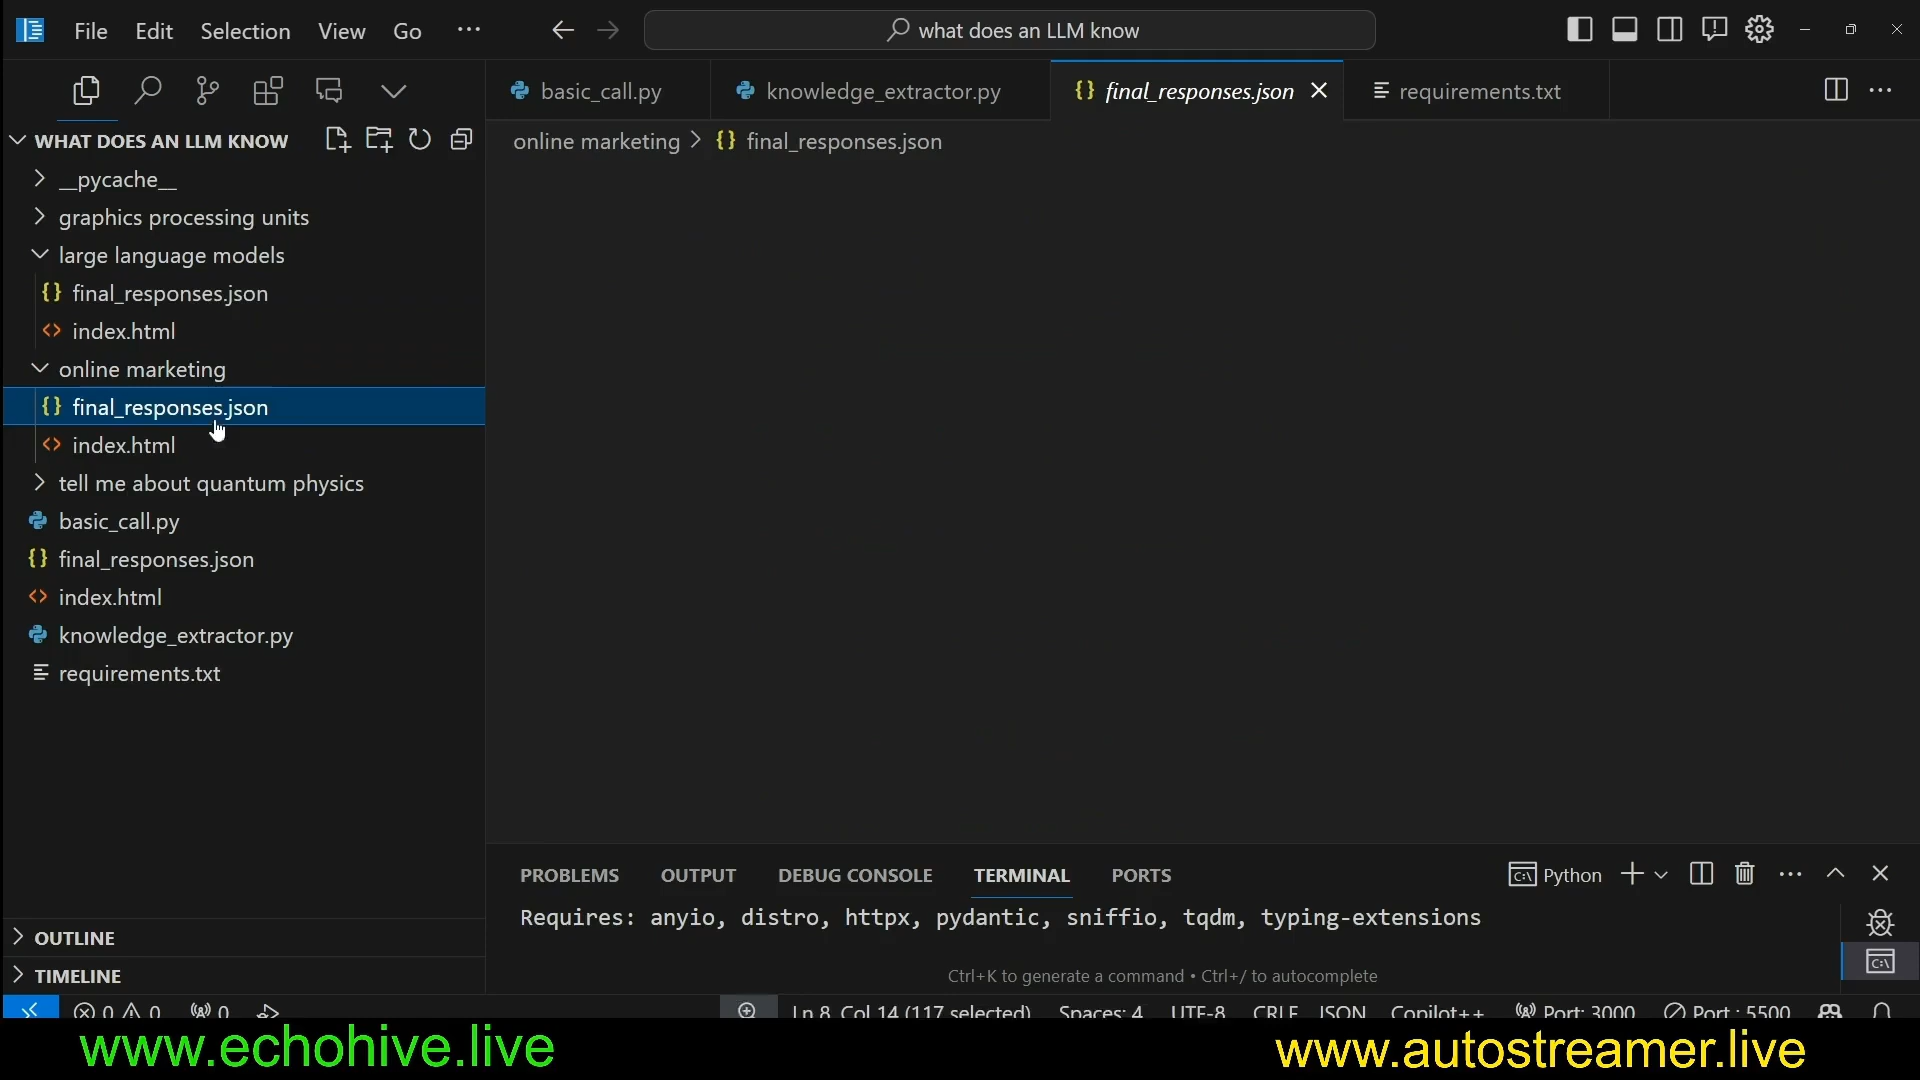 File Edit Selection View Go ···
what does an LLM know
basic_call.py
knowledge_extractor.py
{} final_responses.json
requirements.txt
WHAT DOES AN LLM KNOW
online marketing > {} final_responses.json
__pycache__
graphics processing units
large language models
{} final_responses.json
<> index.html
online marketing
{} final_responses.json
<> index.html
tell me about quantum physics
basic_call.py
{} final_responses.json
<> index.html
knowledge_extractor.py
requirements.txt
PROBLEMS OUTPUT DEBUG CONSOLE TERMINAL PORTS
Python
Requires: anyio, distro, httpx, pydantic, sniffio, tqdm, typing-extensions
Ctrl+K to generate a command • Ctrl+/ to autocomplete
OUTLINE
TIMELINE
0 0 0 Ln 8, Col 14 (117 selected) Spaces: 4 UTF-8 CRLF JSON Copilot++ Port: 3000 Port : 5500
www.echohive.live
www.autostreamer.live